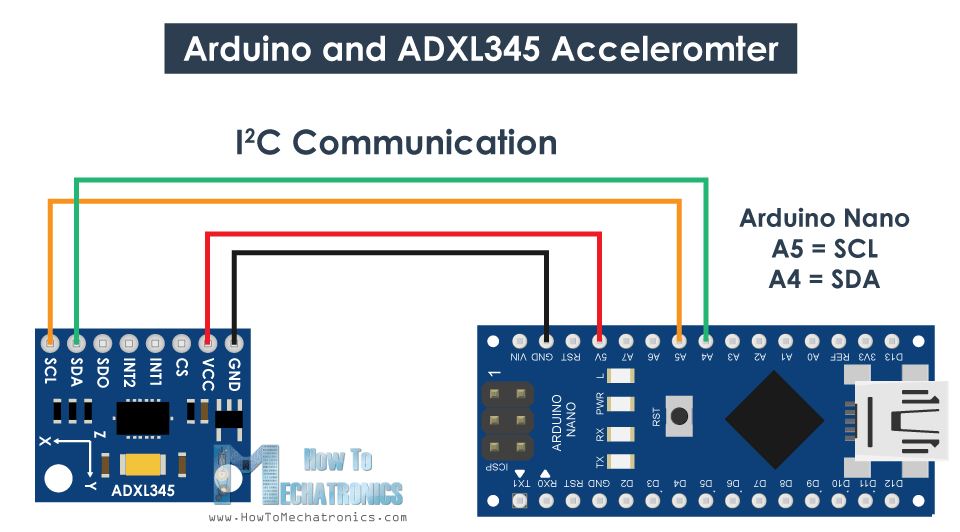 Arduino and ADXL345 Acceleromter
I²C Communication
Arduino Nano
A5 = SCL
A4 = SDA
SCL SDA SDO INT2 INT1 CS VCC GND
X Z Y
ADXL345
VIN GND RST 5V A7 A6 A5 A4 A3 A2 A1 A0 REF 3V3 D13
1
ICSP
ARDUINO
NANO
L
PWR
RX
TX
RST
TX1 RX0 RST GND D2 D3 D4 D5 D6 D7 D8 D9 D10 D11 D12
How To
MECHATRONICS
www.HowToMechatronics.com